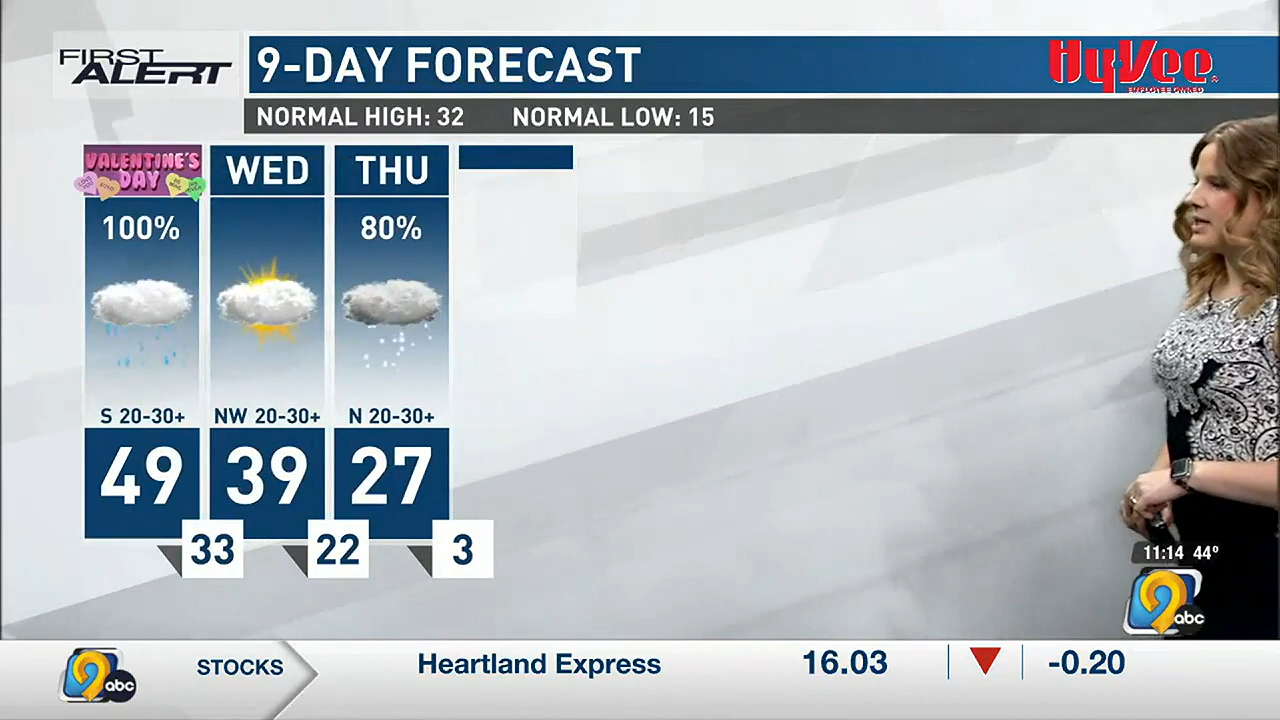 FIRST
ALERT
9-DAY FORECAST
HyVee
EMPLOYEE OWNED
NORMAL HIGH: 32 NORMAL LOW: 15
VALENTINE'S
DAY
WED
THU
100%
80%
S 20-30+
NW 20-30+
N 20-30+
49
39
27
33
22
3
11:14 44°
9
abc
9
abc
STOCKS
Heartland Express
16.03
-0.20